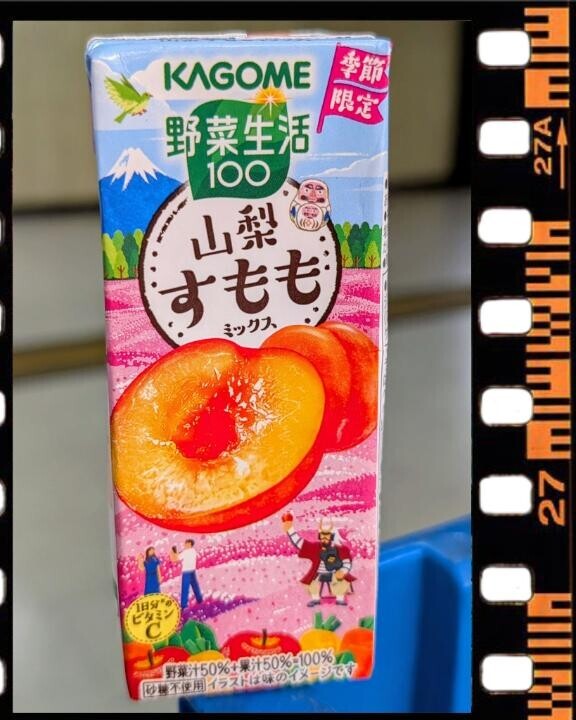 KAGOME
季節
限定
野菜生活
100
山梨
すもも
ミックス
1日分の
ビタミン
C
野菜汁50%+果汁50%=100%
砂糖不使用 イラストは味のイメージです
27A
27